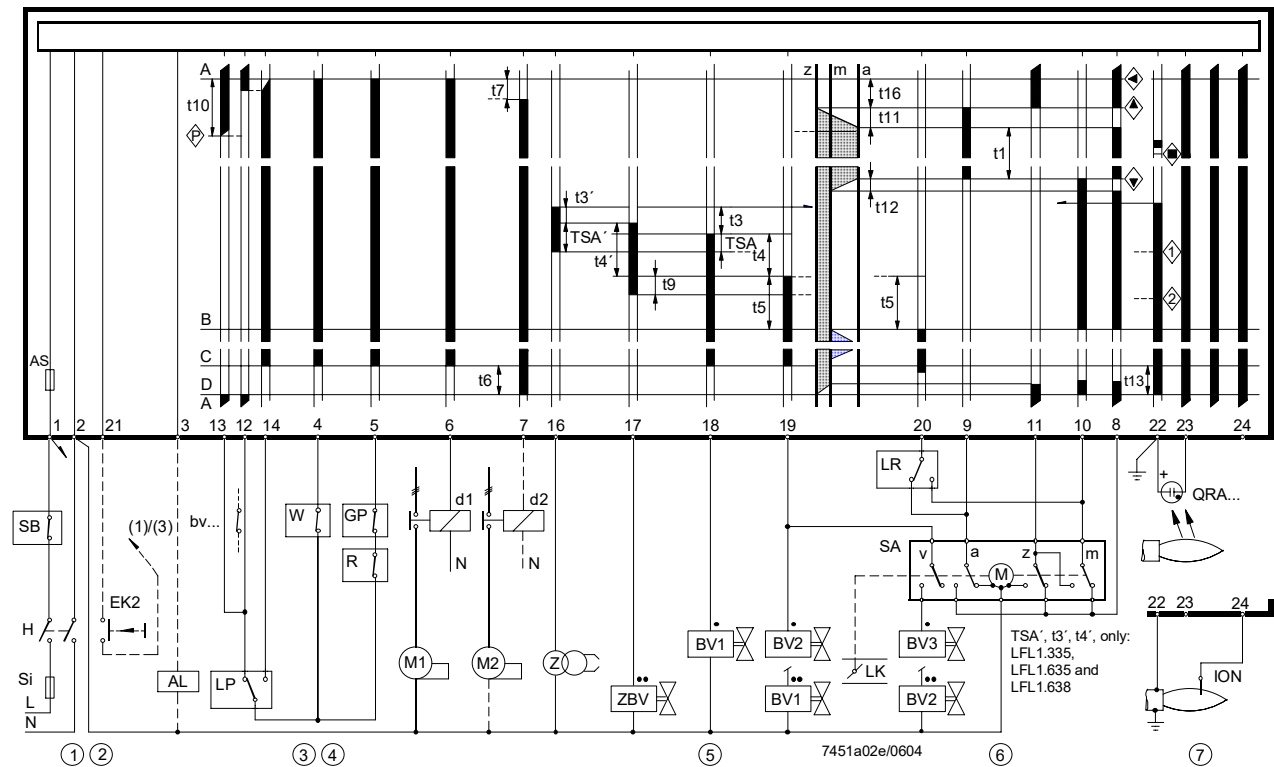 A t7 z m a
t10 t16
P t11
t1
t3´ t12
TSA´ t3
t4´ TSA t4 1
t9 t5 t5 2
B
AS C
D t6 t13
A
1 2 21 3 13 12 14 4 5 6 7 16 17 18 19 20 9 11 10 8 22 23 24
LR
+
QRA...
SB (1)/(3) bv... W GP d1 d2
R N N SA v a z m
M
EK2
H 22 23 24
BV1 BV2 BV3 TSA´, t3´, t4´, only:
LFL1.335,
LFL1.635 and
LFL1.638
Si AL LP M1 M2 Z LK ION
L ZBV BV1 BV2
N
1 2 3 4 5 7451a02e/0604 6 7